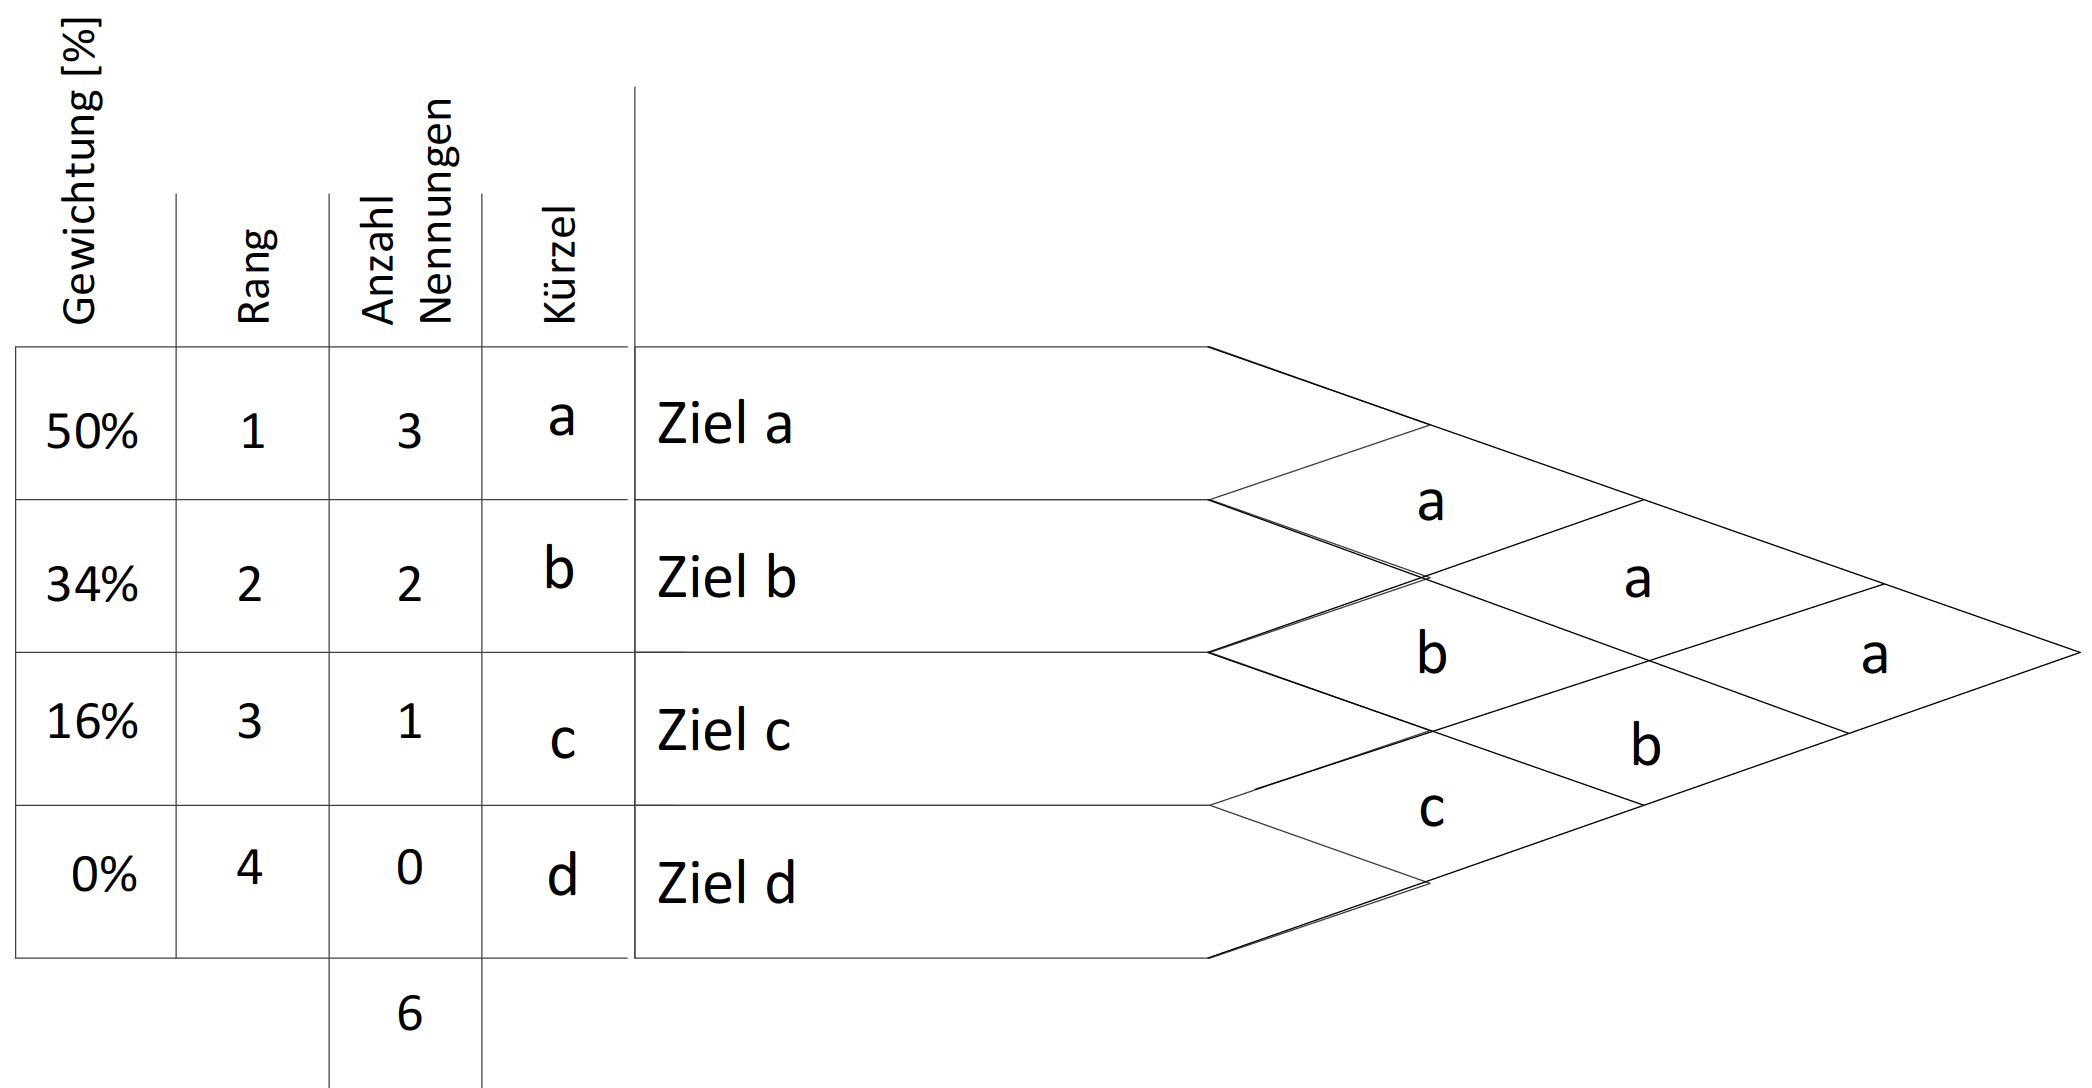 Gewichtung [%]
Rang
Anzahl
Nennungen
Kürzel
50% 1 3 a Ziel a
a
34% 2 2 b Ziel b
a
b
a
16% 3 1 c Ziel c
b
c
0% 4 0 d Ziel d
6